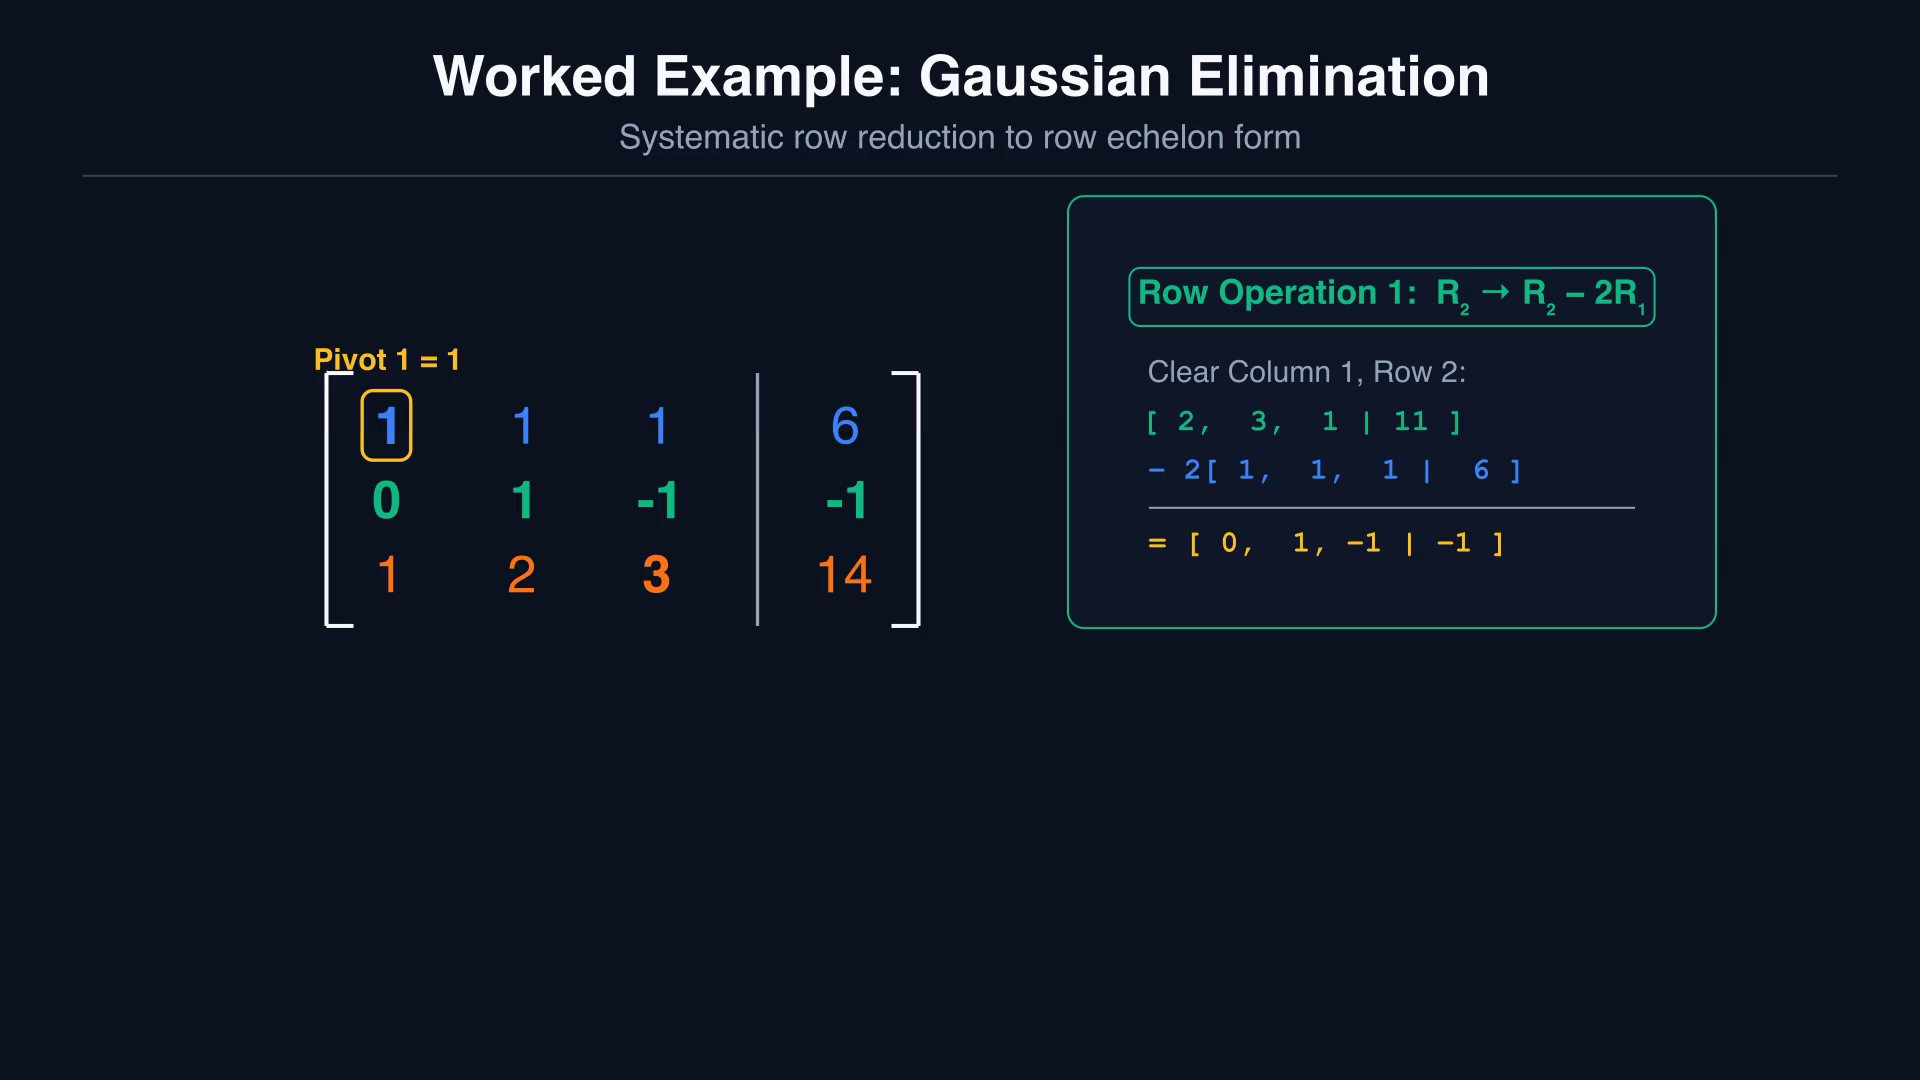 Worked Example: Gaussian Elimination
Systematic row reduction to row echelon form
Pivot 1 = 1
1 1 1 6
0 1 -1 -1
1 2 3 14
Row Operation 1: R₂ → R₂ – 2R₁
Clear Column 1, Row 2:
[ 2, 3, 1 | 11 ]
− 2[ 1, 1, 1 | 6 ]
= [ 0, 1, −1 | −1 ]